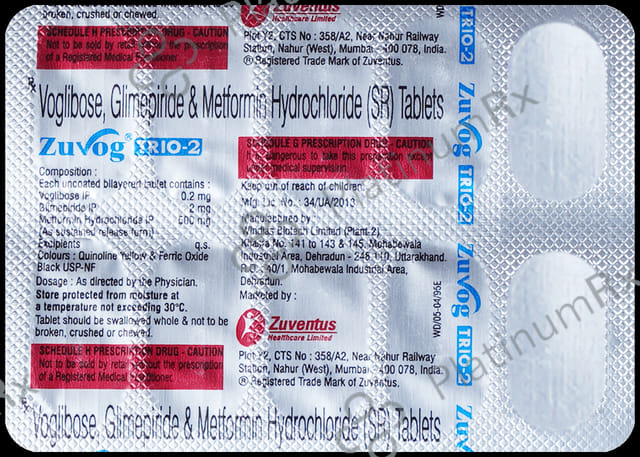 broken, crushed or chewed.
SCHEDULE H PRESCRIPTION DRUG - CAUTION
Not to be sold by retail without the prescription
of a Registered Medical Practitioner.
Zuventus
Healthcare Limited
Plot Y2, CTS No : 358/A2, Near Nahur Railway
Station, Nahur (West), Mumbai - 400 078, India.
® Registered Trade Mark of Zuventus.
Rx
Voglibose, Glimepiride & Metformin Hydrochloride (SR) Tablets
Zuvog® TRIO-2
Composition :
Each uncoated bilayered tablet contains :
Voglibose IP 0.2 mg
Glimepiride IP 2 mg
Metformin Hydrochloride IP 500 mg
(As sustained release form)
Excipients q.s.
Colours : Quinoline Yellow & Ferric Oxide
Black USP-NF
Dosage : As directed by the Physician.
Store protected from moisture at
a temperature not exceeding 30°C.
Tablet should be swallowed whole & not to be
broken, crushed or chewed.
SCHEDULE H PRESCRIPTION DRUG - CAUTION
Not to be sold by retail without the prescription
of a Registered Medical Practitioner.
SCHEDULE G PRESCRIPTION DRUG - CAUTION
It is dangerous to take this preparation except
under medical supervision.
Keep out of reach of children.
Mfg. Lic. No. : 34/UA/2013
Manufactured by :
Windlas Biotech Limited (Plant-2)
Khasra No. 141 to 143 & 145, Mohabewala
Industrial Area, Dehradun - 248 110, Uttarakhand.
R.O. 40/1, Mohabewala Industrial Area,
Dehradun.
Marketed by :
Zuventus
Healthcare Limited
Plot Y2, CTS No : 358/A2, Near Nahur Railway
Station, Nahur (West), Mumbai - 400 078, India.
® Registered Trade Mark of Zuventus.
WD/05-04/95E
Rx
Voglibose, Glimepiride & Metformin Hydrochloride (SR) Tablets
TRIO-2
Zuvog TRIO-2
Zuvog TRIO-2
Zuv
PlatinumRx
PlatinumRx